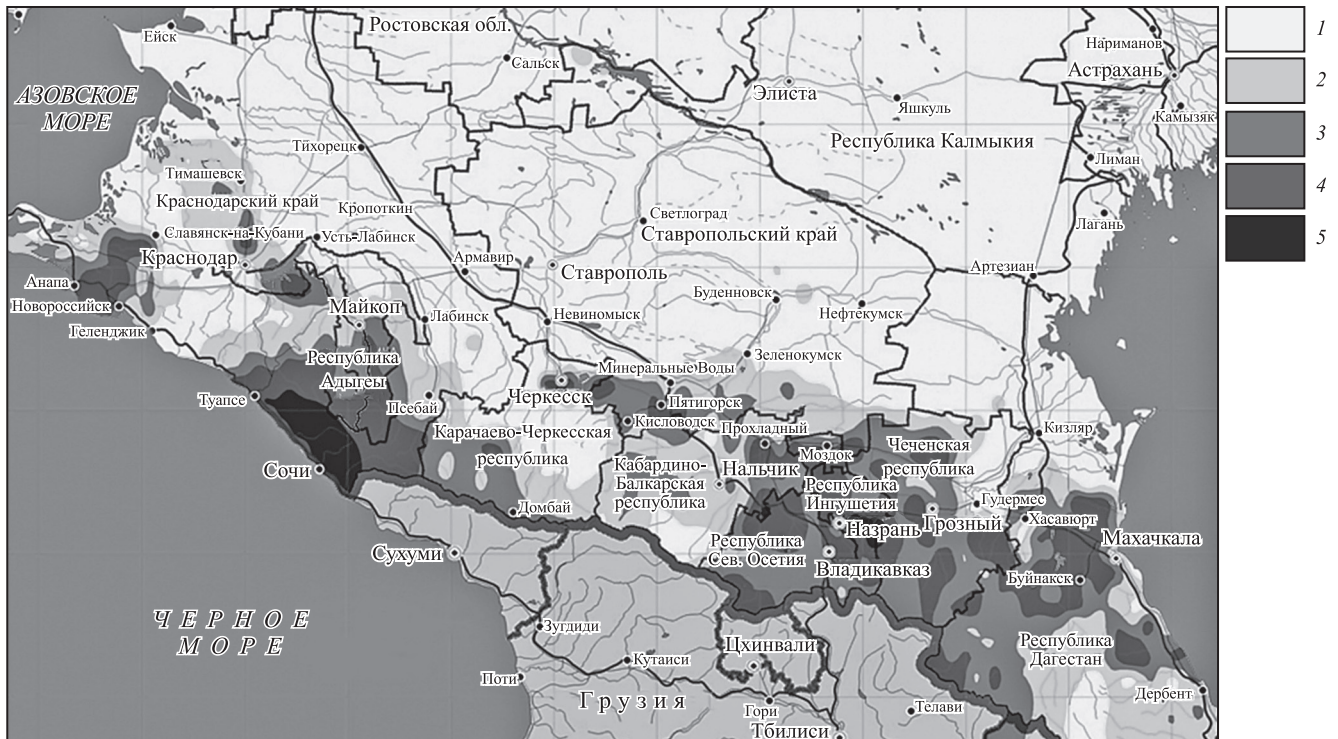 Ростовская обл.
Ейск
Сальск
Нариманов
Астрахань
Элиста
Яшкуль
Камызяк
АЗОВСКОЕ
МОРЕ
Тихорецк
Республика Калмыкия
Лиман
Тимашевск
Краснодарский край
Кропоткин
Светлоград
Ставропольский край
Лагань
Славянск-на-Кубани
Усть-Лабинск
Краснодар
Армавир
Ставрополь
Артезиан
Анапа
Буденновск
Новороссийск
Майкоп
Нефтекумск
Геленджик
Лабинск
Невиномыск
Республика
Адыгеы
Зеленокумск
Минеральные Воды
Туапсе
Псебай
Черкесск
Пятигорск
Кисловодск
Прохладный
Кизляр
Карачаево-Черкесская
республика
Моздок
Чеченская
республика
Сочи
Кабардино-
Балкарская
республика
Нальчик
Республика
Ингушетия
Гудермес
Домбай
Назрань
Грозный
Хасавюрт
Сухуми
Республика
Сев. Осетия
Владикавказ
Махачкала
Буйнакск
ЧЕРНОЕ
МОРЕ
Зугдиди
Цхинвали
Республика
Дагестан
Кутаиси
Поти
Грузия
Гори
Телави
Дербент
Тбилиси
1
2
3
4
5